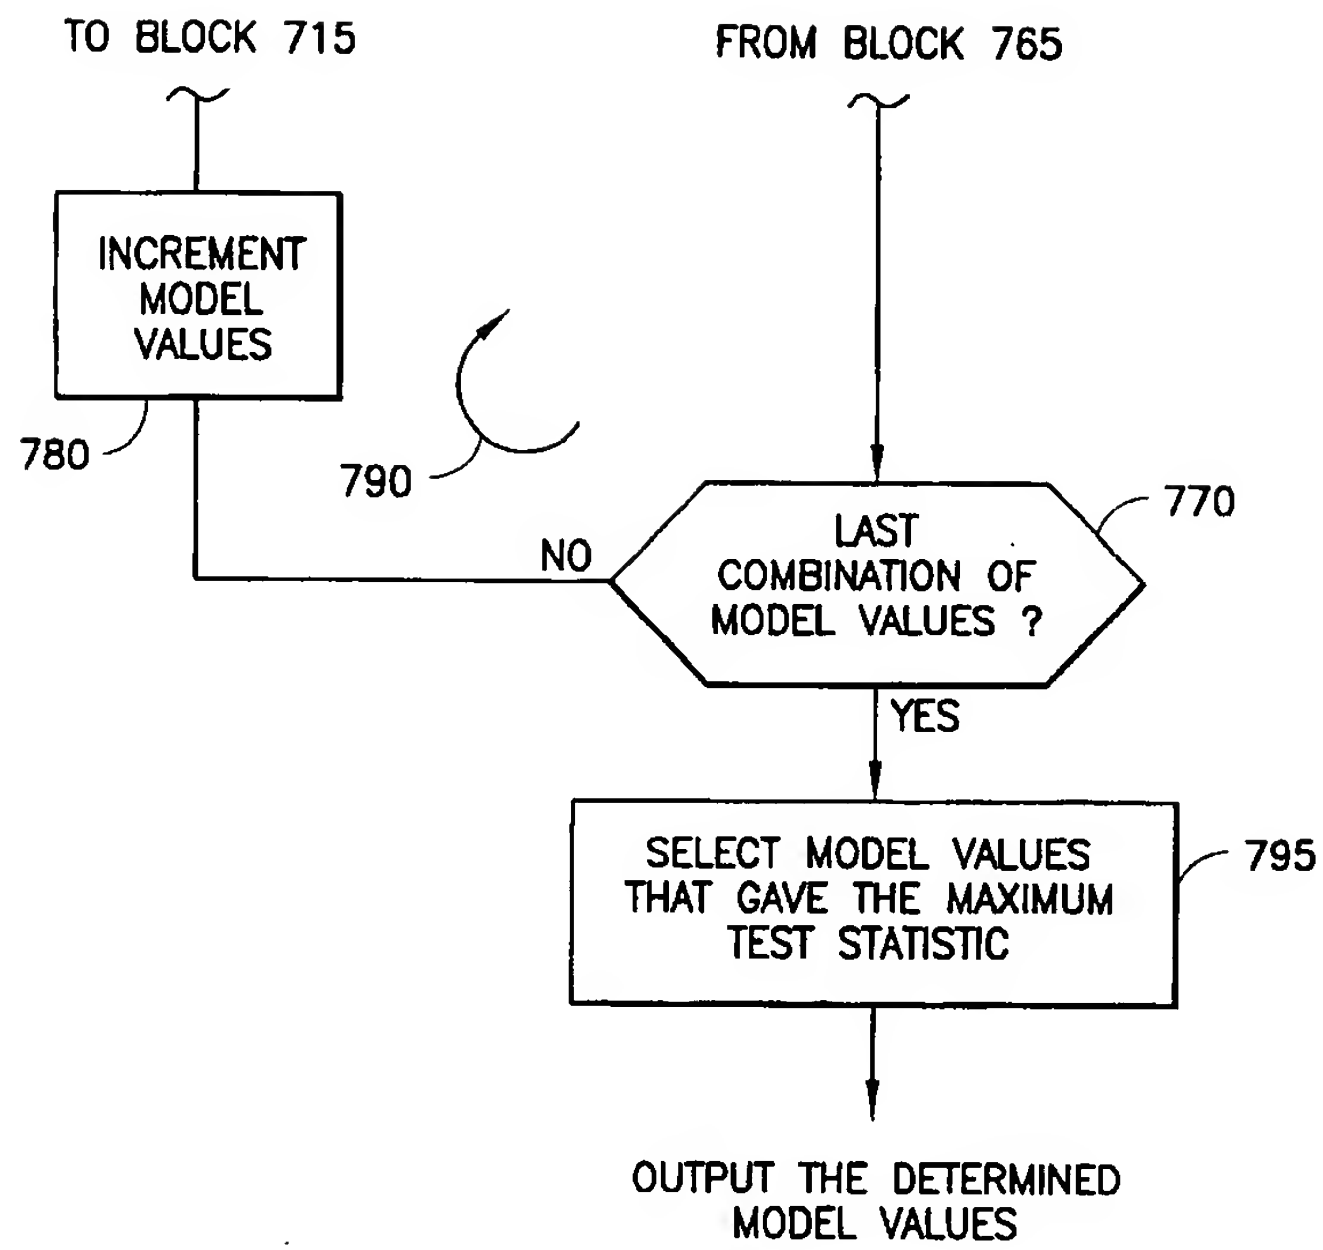 TO BLOCK 715
FROM BLOCK 765
INCREMENT
MODEL
VALUES
780
790
770
NO
LAST
COMBINATION OF
MODEL VALUES ?
YES
SELECT MODEL VALUES
THAT GAVE THE MAXIMUM
TEST STATISTIC
795
OUTPUT THE DETERMINED
MODEL VALUES